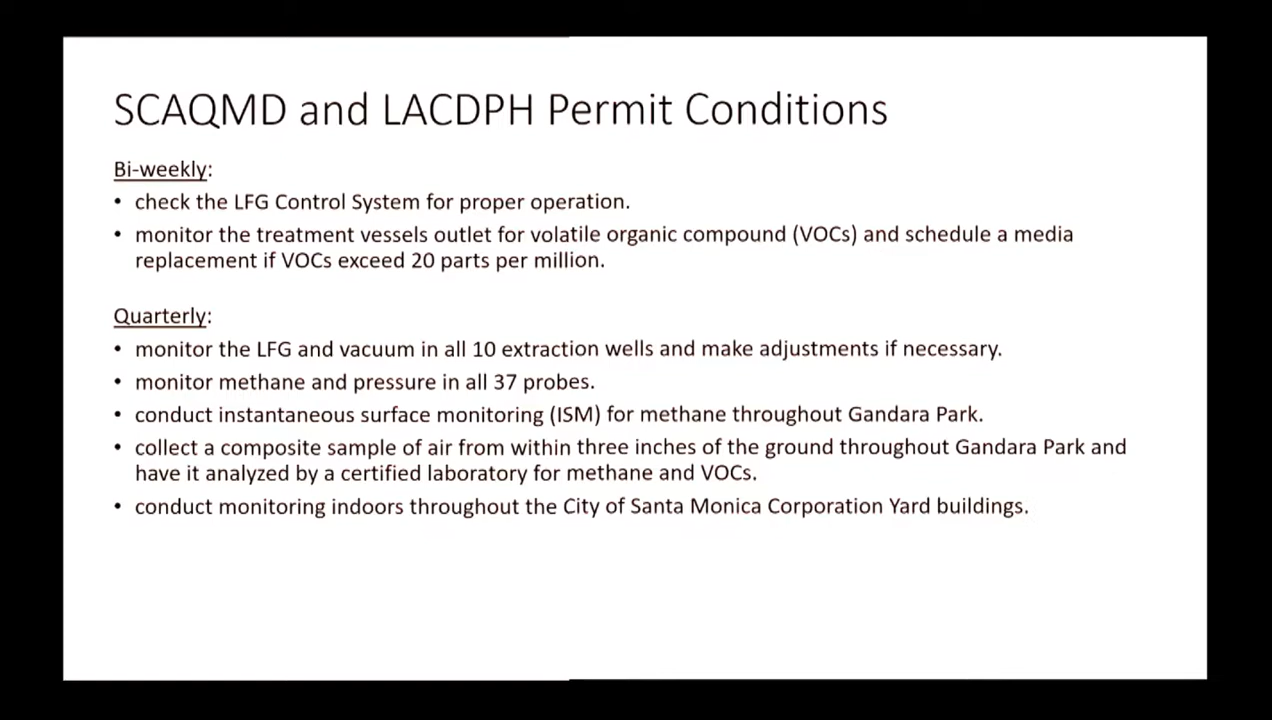 SCAQMD and LACDPH Permit Conditions
Bi-weekly:
• check the LFG Control System for proper operation.
• monitor the treatment vessels outlet for volatile organic compound (VOCs) and schedule a media
replacement if VOCs exceed 20 parts per million.
Quarterly:
• monitor the LFG and vacuum in all 10 extraction wells and make adjustments if necessary.
• monitor methane and pressure in all 37 probes.
• conduct instantaneous surface monitoring (ISM) for methane throughout Gandara Park.
• collect a composite sample of air from within three inches of the ground throughout Gandara Park and
have it analyzed by a certified laboratory for methane and VOCs.
• conduct monitoring indoors throughout the City of Santa Monica Corporation Yard buildings.